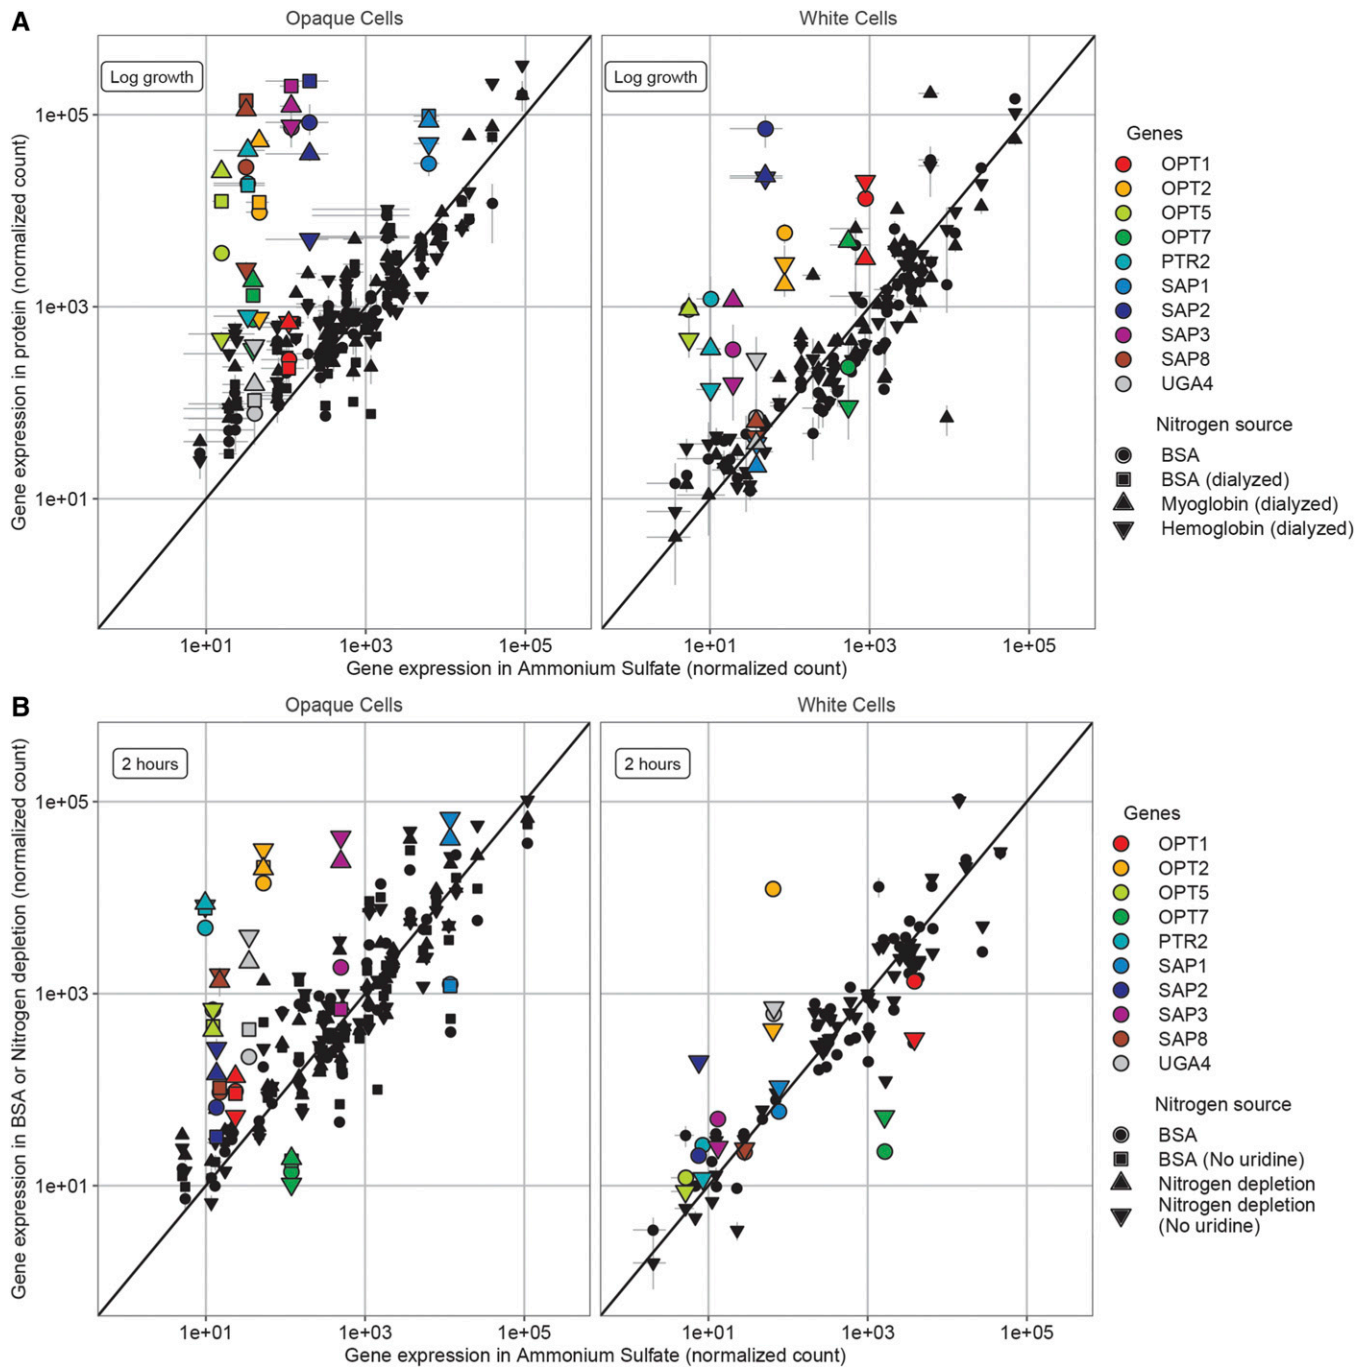 A
Opaque Cells
White Cells
Log growth
Log growth
Gene expression in protein (normalized count)
1e+05
1e+03
1e+01
1e+01
1e+03
1e+05
1e+01
1e+03
1e+05
Gene expression in Ammonium Sulfate (normalized count)
Genes
OPT1
OPT2
OPT5
OPT7
PTR2
SAP1
SAP2
SAP3
SAP8
UGA4
Nitrogen source
BSA
BSA (dialyzed)
Myoglobin (dialyzed)
Hemoglobin (dialyzed)
B
Opaque Cells
White Cells
2 hours
2 hours
Gene expression in BSA or Nitrogen depletion (normalized count)
1e+05
1e+03
1e+01
1e+01
1e+03
1e+05
1e+01
1e+03
1e+05
Gene expression in Ammonium Sulfate (normalized count)
Genes
OPT1
OPT2
OPT5
OPT7
PTR2
SAP1
SAP2
SAP3
SAP8
UGA4
Nitrogen source
BSA
BSA (No uridine)
Nitrogen depletion
Nitrogen depletion
(No uridine)